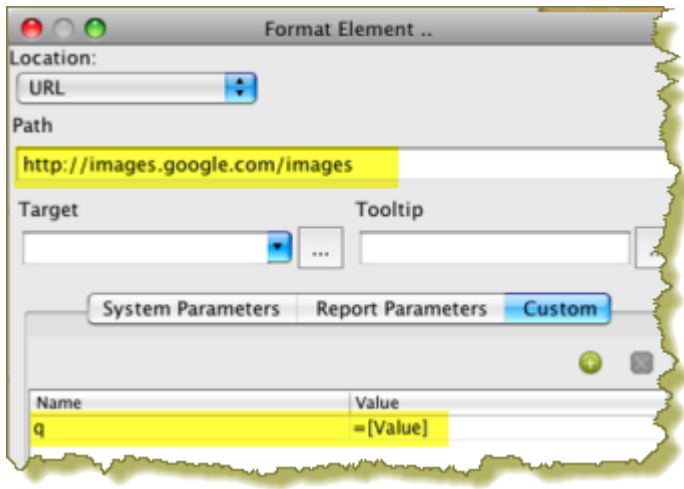 Format Element ..
Location:
URL
Path
http://images.google.com/images
Target Tooltip
... ...
System Parameters Report Parameters Custom
Name Value
q =[Value]